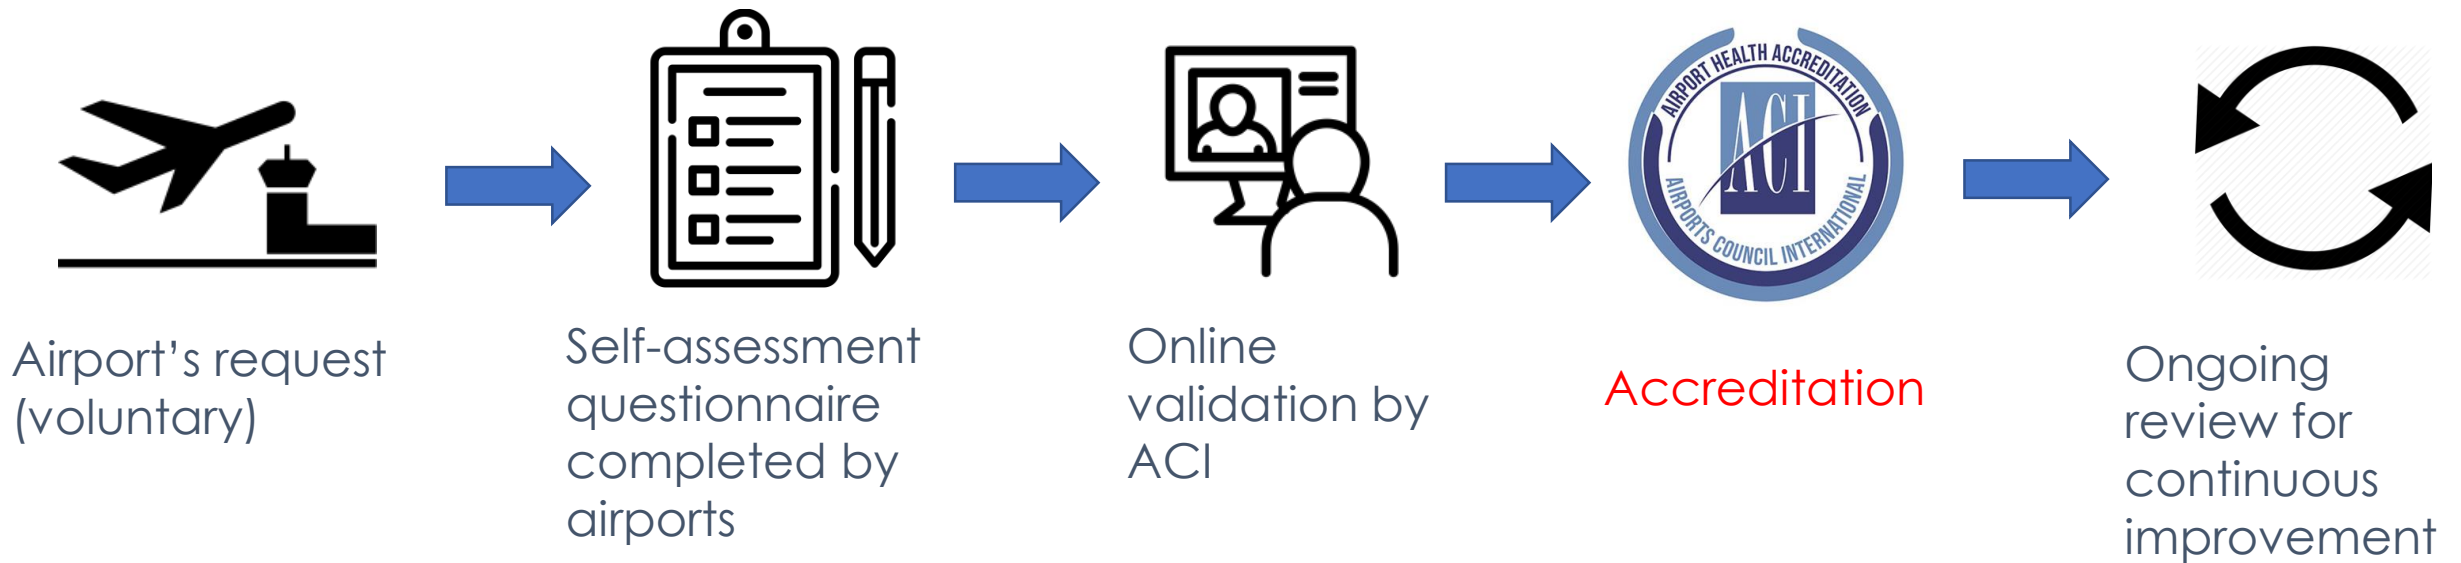 Airport’s request
(voluntary)
Self-assessment
questionnaire
completed by
airports
Online
validation by
ACI
AIRPORT HEALTH ACCREDITATION
ACI
AIRPORTS COUNCIL INTERNATIONAL
Accreditation
Ongoing
review for
continuous
improvement